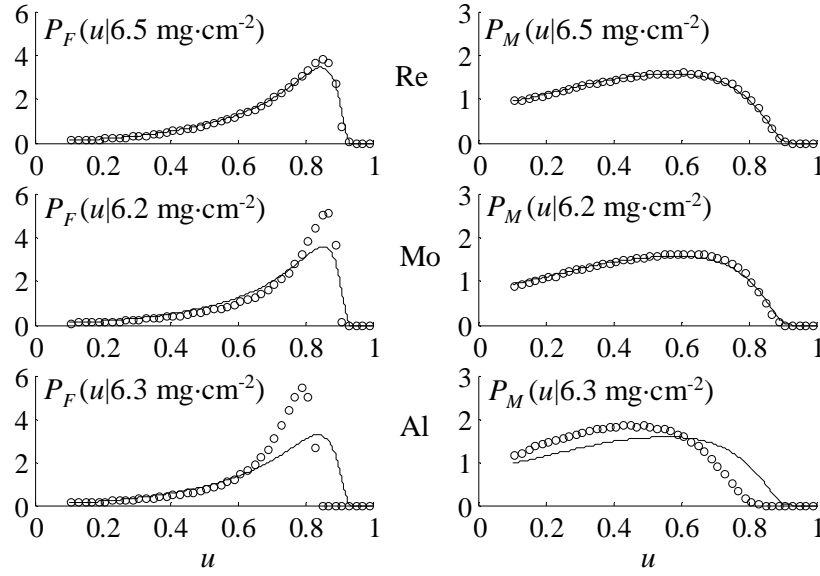 6
4
2
0
P_F(u|6.5 mg·cm⁻²)
0 0.2 0.4 0.6 0.8 1
Re
3
2
1
0
P_M(u|6.5 mg·cm⁻²)
0 0.2 0.4 0.6 0.8 1
6
4
2
0
P_F(u|6.2 mg·cm⁻²)
0 0.2 0.4 0.6 0.8 1
Mo
3
2
1
0
P_M(u|6.2 mg·cm⁻²)
0 0.2 0.4 0.6 0.8 1
6
4
2
0
P_F(u|6.3 mg·cm⁻²)
0 0.2 0.4 0.6 0.8 1
u
Al
3
2
1
0
P_M(u|6.3 mg·cm⁻²)
0 0.2 0.4 0.6 0.8 1
u